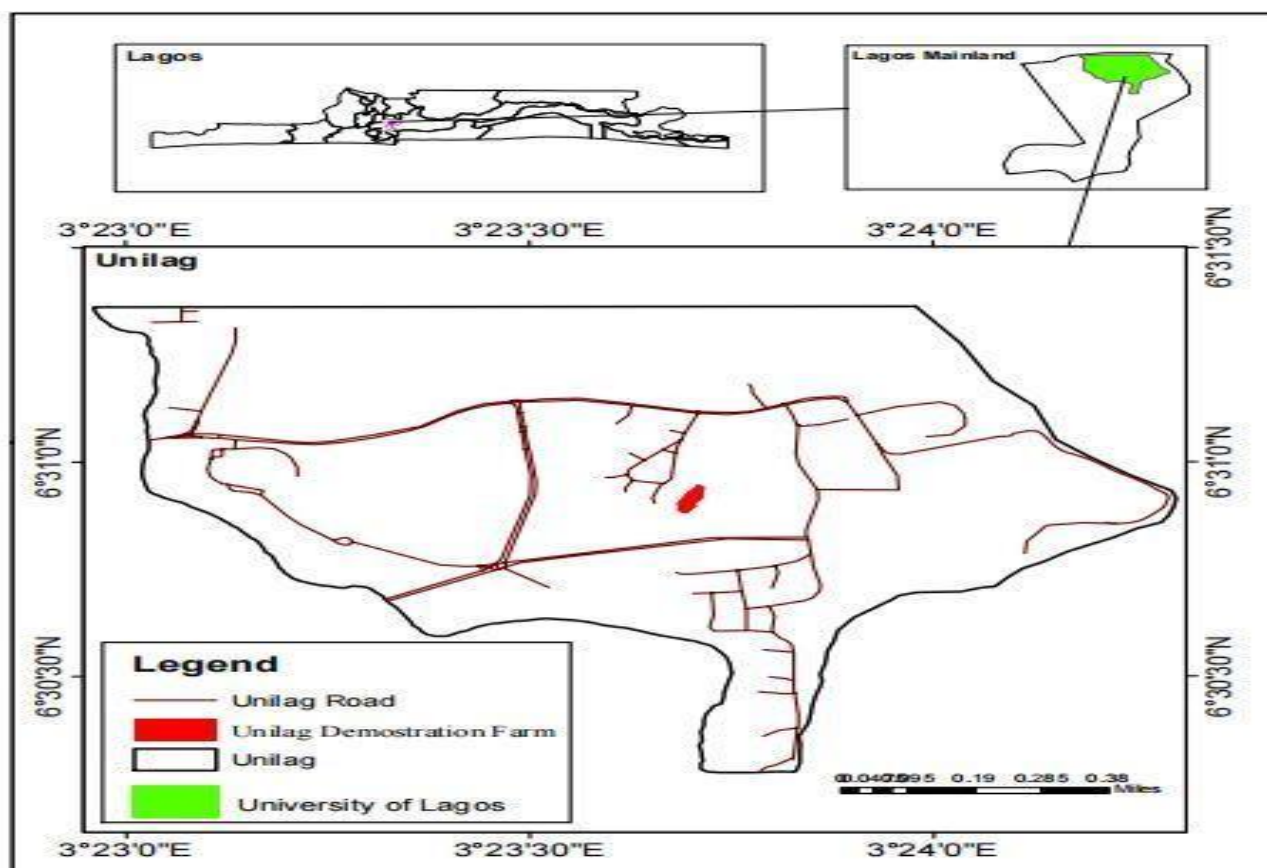 Lagos
Lagos Mainland
3°23'0"E 3°23'30"E 3°24'0"E
6°31'30"N
Unilag
6°31'0"N 6°31'0"N
6°30'30"N 6°30'30"N
Legend
Unilag Road
Unilag Demostration Farm
Unilag
University of Lagos
0.19 0.285 0.38
Miles
3°23'0"E 3°23'30"E 3°24'0"E